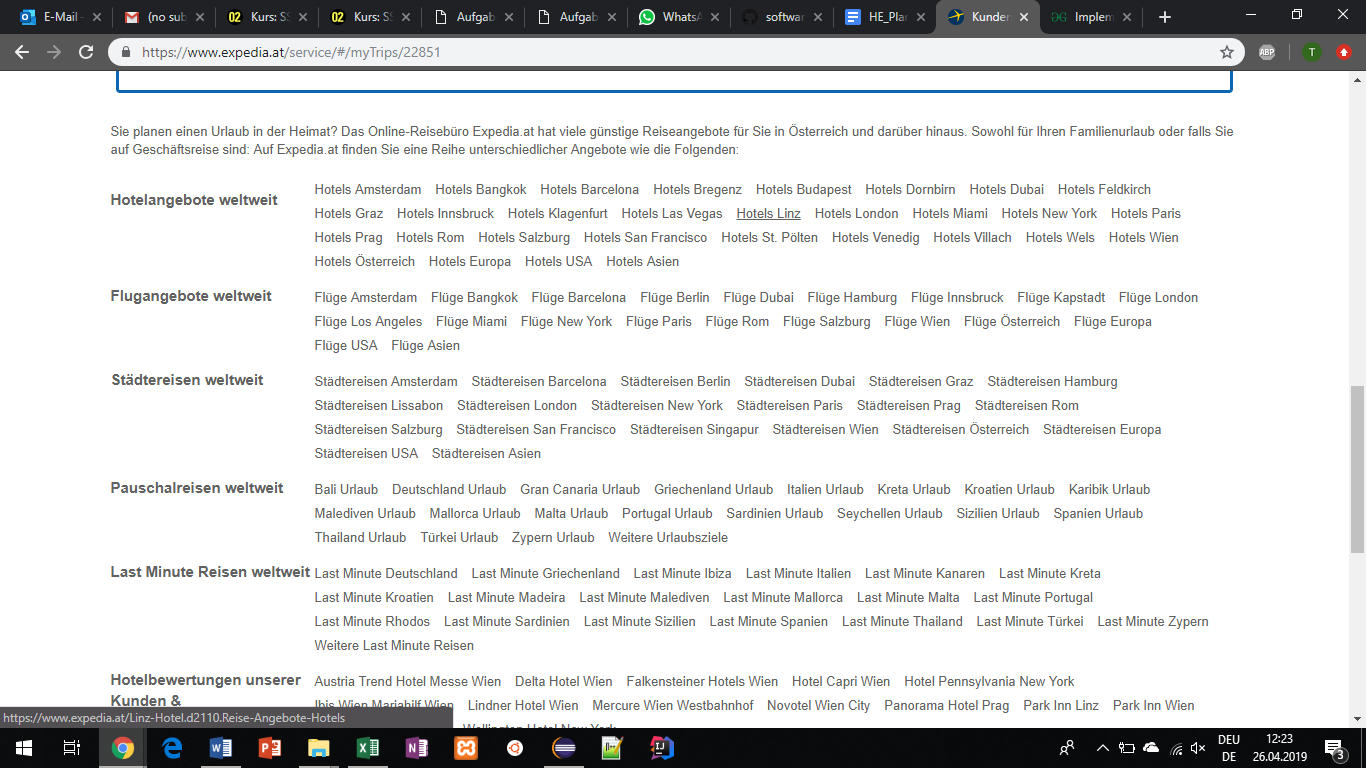 E-Mail - (no sub Kurs: SS Kurs: SS Aufgab Aufgab WhatsA softwar HE_Plar Kunder Implem
https://www.expedia.at/service/#/myTrips/22851 ABP T
Sie planen einen Urlaub in der Heimat? Das Online-Reisebüro Expedia.at hat viele günstige Reiseangebote für Sie in Österreich und darüber hinaus. Sowohl für Ihren Familienurlaub oder falls Sie
auf Geschäftsreise sind: Auf Expedia.at finden Sie eine Reihe unterschiedlicher Angebote wie die Folgenden:
Hotelangebote weltweit
Hotels Amsterdam Hotels Bangkok Hotels Barcelona Hotels Bregenz Hotels Budapest Hotels Dornbirn Hotels Dubai Hotels Feldkirch
Hotels Graz Hotels Innsbruck Hotels Klagenfurt Hotels Las Vegas Hotels Linz Hotels London Hotels Miami Hotels New York Hotels Paris
Hotels Prag Hotels Rom Hotels Salzburg Hotels San Francisco Hotels St. Pölten Hotels Venedig Hotels Villach Hotels Wels Hotels Wien
Hotels Österreich Hotels Europa Hotels USA Hotels Asien
Flugangebote weltweit
Flüge Amsterdam Flüge Bangkok Flüge Barcelona Flüge Berlin Flüge Dubai Flüge Hamburg Flüge Innsbruck Flüge Kapstadt Flüge London
Flüge Los Angeles Flüge Miami Flüge New York Flüge Paris Flüge Rom Flüge Salzburg Flüge Wien Flüge Österreich Flüge Europa
Flüge USA Flüge Asien
Städtereisen weltweit
Städtereisen Amsterdam Städtereisen Barcelona Städtereisen Berlin Städtereisen Dubai Städtereisen Graz Städtereisen Hamburg
Städtereisen Lissabon Städtereisen London Städtereisen New York Städtereisen Paris Städtereisen Prag Städtereisen Rom
Städtereisen Salzburg Städtereisen San Francisco Städtereisen Singapur Städtereisen Wien Städtereisen Österreich Städtereisen Europa
Städtereisen USA Städtereisen Asien
Pauschalreisen weltweit
Bali Urlaub Deutschland Urlaub Gran Canaria Urlaub Griechenland Urlaub Italien Urlaub Kreta Urlaub Kroatien Urlaub Karibik Urlaub
Malediven Urlaub Mallorca Urlaub Malta Urlaub Portugal Urlaub Sardinien Urlaub Seychellen Urlaub Sizilien Urlaub Spanien Urlaub
Thailand Urlaub Türkei Urlaub Zypern Urlaub Weitere Urlaubsziele
Last Minute Reisen weltweit
Last Minute Deutschland Last Minute Griechenland Last Minute Ibiza Last Minute Italien Last Minute Kanaren Last Minute Kreta
Last Minute Kroatien Last Minute Madeira Last Minute Malediven Last Minute Mallorca Last Minute Malta Last Minute Portugal
Last Minute Rhodos Last Minute Sardinien Last Minute Sizilien Last Minute Spanien Last Minute Thailand Last Minute Türkei Last Minute Zypern
Weitere Last Minute Reisen
Hotelbewertungen unserer
Kunden &
Austria Trend Hotel Messe Wien Delta Hotel Wien Falkensteiner Hotels Wien Hotel Capri Wien Hotel Pennsylvania New York
Ibis Wien Mariahilf Wien Lindner Hotel Wien Mercure Wien Westbahnhof Novotel Wien City Panorama Hotel Prag Park Inn Linz Park Inn Wien
Wellington Hotel New York
https://www.expedia.at/Linz-Hotel.d2110.Reise-Angebote-Hotels
DEU 12:23
DE 26.04.2019 3